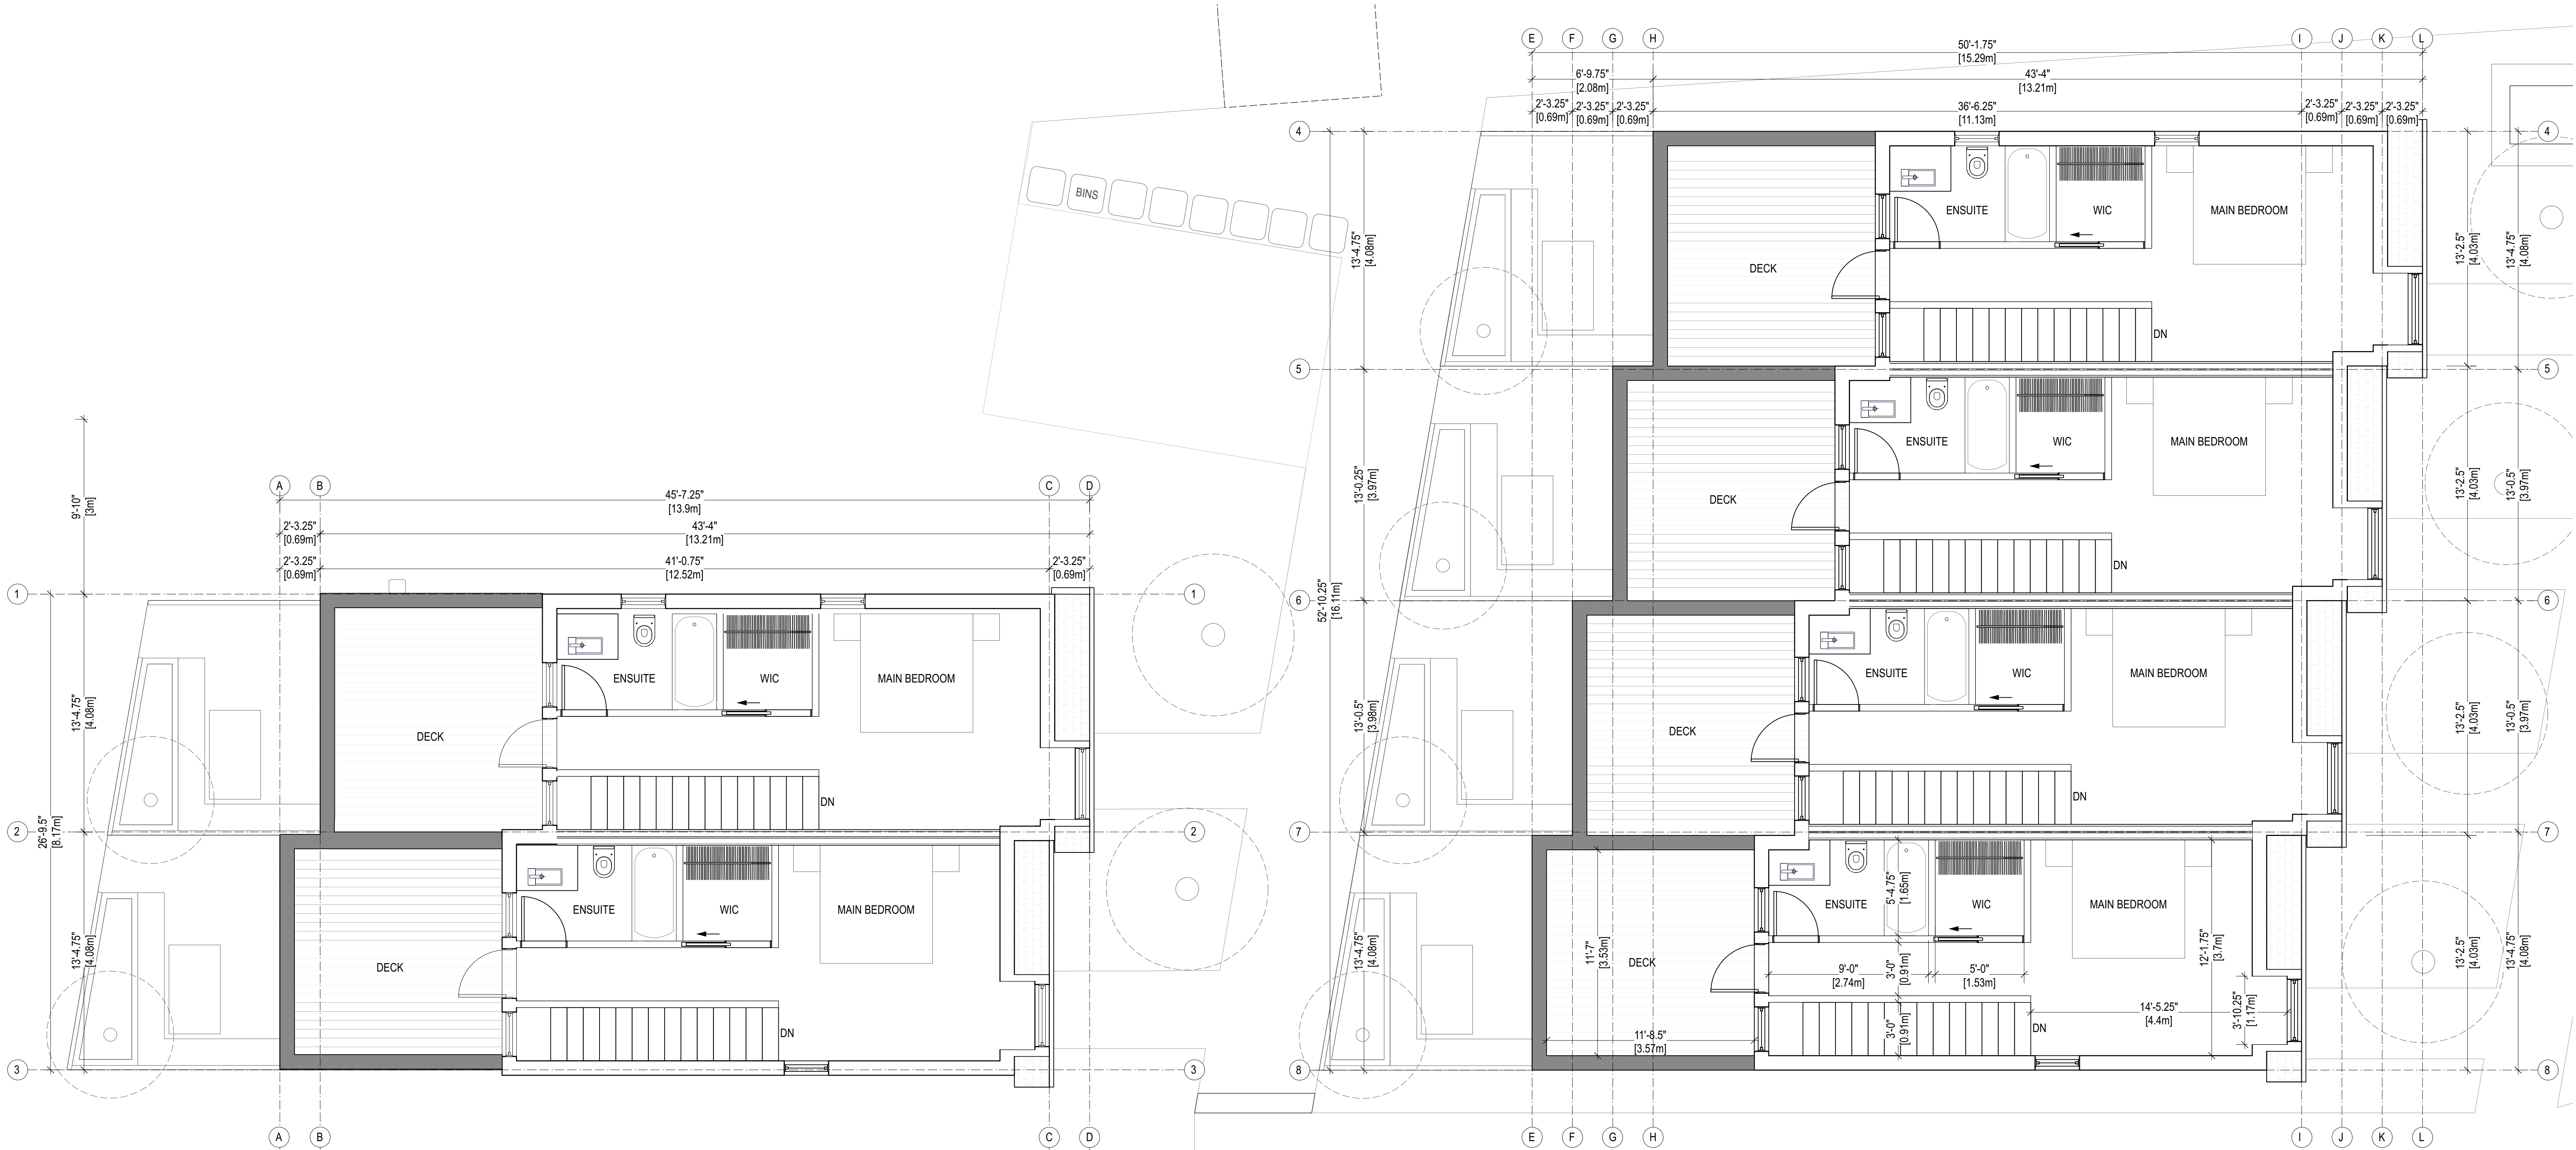 E F G H I J K L
50'-1.75"
[15.29m]
6'-9.75"
[2.08m]
43'-4"
[13.21m]
2'-3.25" 2'-3.25" 2'-3.25" 36'-6.25" 2'-3.25" 2'-3.25" 2'-3.25"
[0.69m] [0.69m] [0.69m] [11.13m] [0.69m] [0.69m] [0.69m]
4 4
BINS
ENSUITE WIC MAIN BEDROOM
DECK
DN
13'-4.75"
[4.08m]
13'-2.5"
[4.03m]
13'-4.75"
[4.08m]
5 5
ENSUITE WIC MAIN BEDROOM
DECK
DN
13'-0.25"
[3.97m]
13'-2.5"
[4.03m]
13'-0.5"
[3.97m]
52'-10.25"
[16.11m]
6 6
ENSUITE WIC MAIN BEDROOM
DECK
DN
13'-0.5"
[3.98m]
13'-2.5"
[4.03m]
13'-0.5"
[3.97m]
7 7
ENSUITE WIC MAIN BEDROOM
DECK
DN
13'-4.75"
[4.08m]
5'-4.75"
[1.65m]
11'-7"
[3.53m]
9'-0"
[2.74m]
3'-0"
[0.91m]
5'-0"
[1.53m]
12'-1.75"
[3.7m]
3'-0"
[0.91m]
11'-8.5"
[3.57m]
14'-5.25"
[4.4m]
3'-10.25"
[1.17m]
13'-2.5"
[4.03m]
13'-4.75"
[4.08m]
8 8
E F G H I J K L
A B C D
9'-10"
[3m]
45'-7.25"
[13.9m]
2'-3.25" 43'-4"
[0.69m] [13.21m]
2'-3.25" 41'-0.75" 2'-3.25"
[0.69m] [12.52m] [0.69m]
1 1
ENSUITE WIC MAIN BEDROOM
DECK
DN
13'-4.75"
[4.08m]
26'-9.5"
[8.17m]
2 2
ENSUITE WIC MAIN BEDROOM
DECK
DN
13'-4.75"
[4.08m]
3 3
A B C D